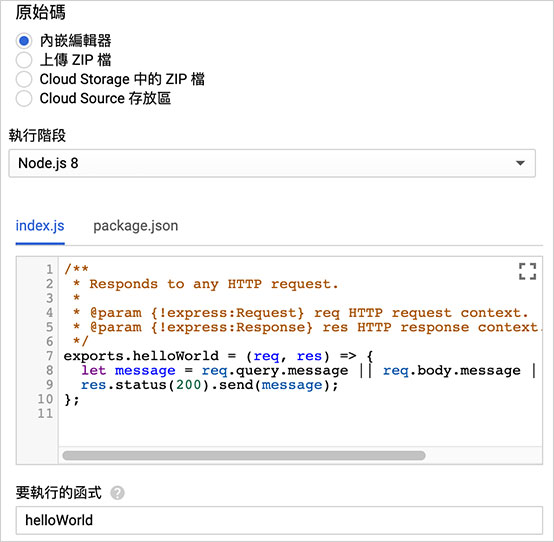 原始碼
內嵌編輯器
上傳 ZIP 檔
Cloud Storage 中的 ZIP 檔
Cloud Source 存放區
執行階段
Node.js 8
index.js package.json
1 /**
2  * Responds to any HTTP request.
3  *
4  * @param {!express:Request} req HTTP request context.
5  * @param {!express:Response} res HTTP response context.
6  */
7 exports.helloWorld = (req, res) => {
8   let message = req.query.message || req.body.message |
9   res.status(200).send(message);
10 };
11
要執行的函式 ?
helloWorld